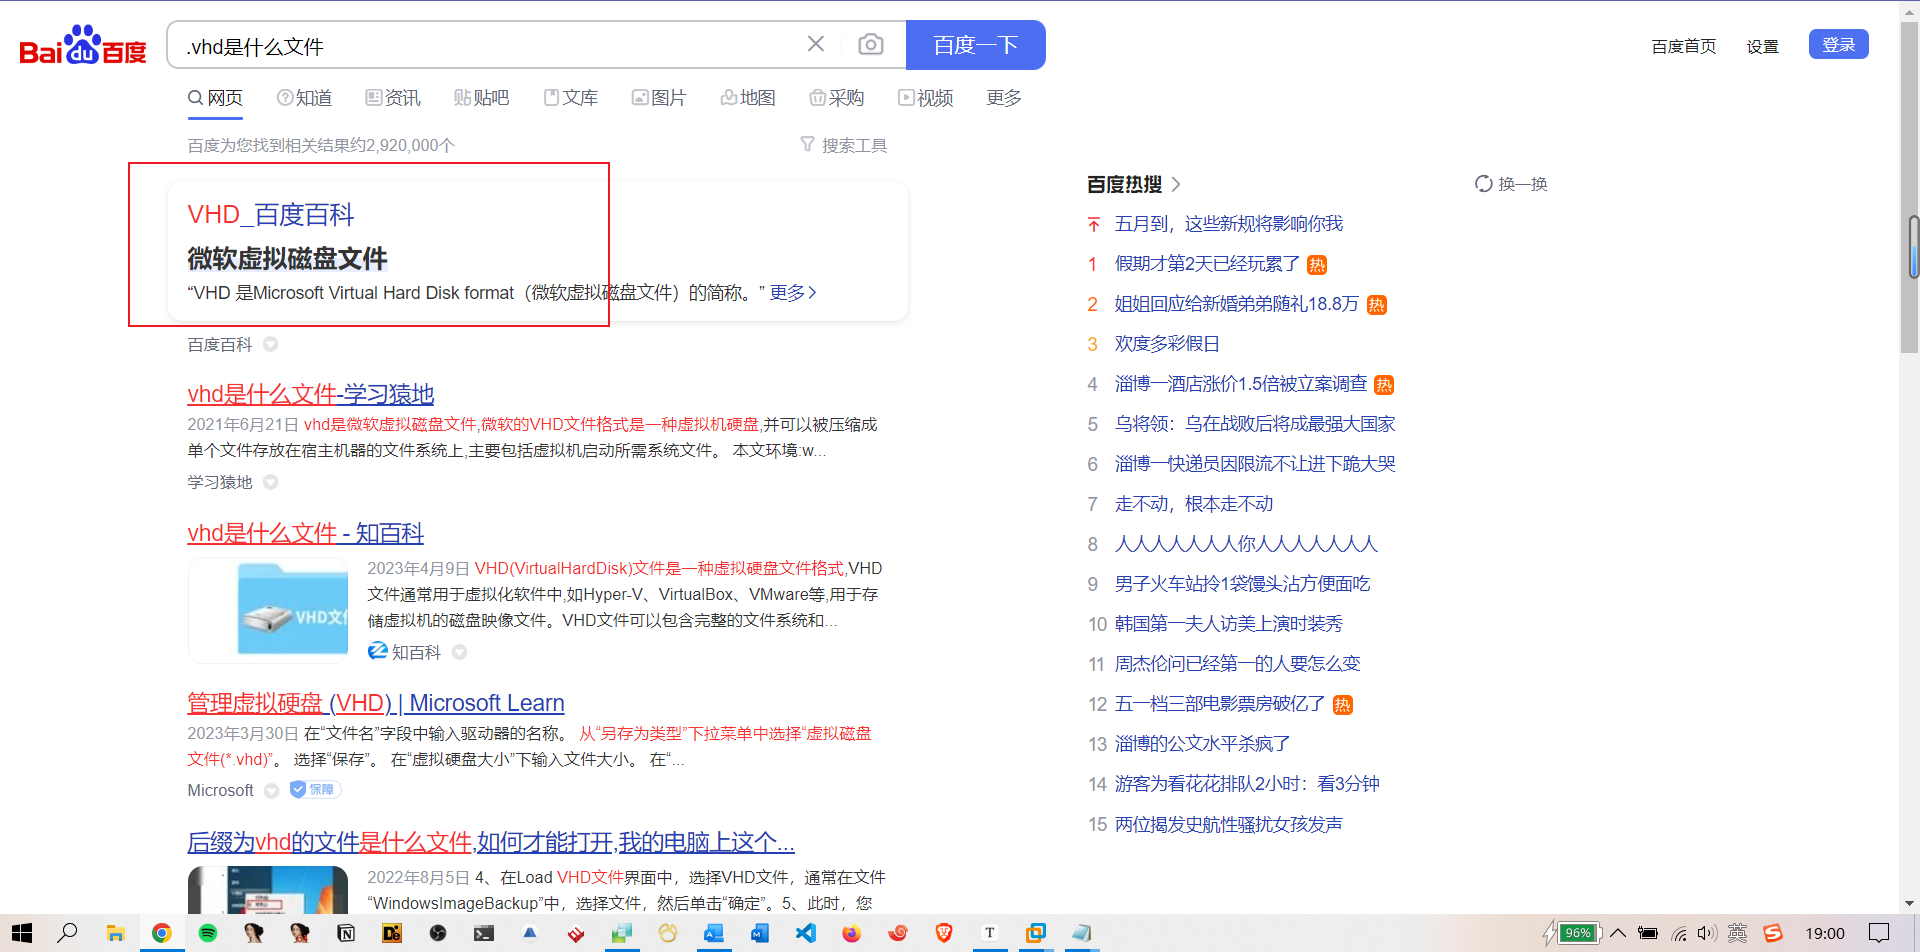 Bai du 百度
.vhd是什么文件
百度一下
百度首页 设置 登录
网页 知道 资讯 贴吧 文库 图片 地图 采购 视频 更多
百度为您找到相关结果约2,920,000个
搜索工具
VHD_百度百科
微软虚拟磁盘文件
“VHD 是Microsoft Virtual Hard Disk format（微软虚拟磁盘文件）的简称。” 更多
百度百科
vhd是什么文件-学习猿地
2021年6月21日 vhd是微软虚拟磁盘文件,微软的VHD文件格式是一种虚拟机硬盘,并可以被压缩成
单个文件存放在宿主机器的文件系统上,主要包括虚拟机启动所需系统文件。 本文环境:w...
学习猿地
vhd是什么文件 - 知百科
VHD文
2023年4月9日 VHD(VirtualHardDisk)文件是一种虚拟硬盘文件格式,VHD
文件通常用于虚拟化软件中,如Hyper-V、VirtualBox、VMware等,用于存
储虚拟机的磁盘映像文件。VHD文件可以包含完整的文件系统和...
知百科
管理虚拟硬盘 (VHD) | Microsoft Learn
2023年3月30日 在“文件名”字段中输入驱动器的名称。 从“另存为类型”下拉菜单中选择“虚拟磁盘
文件(*.vhd)”。 选择“保存”。 在“虚拟硬盘大小”下输入文件大小。 在“...
Microsoft 保障
后缀为vhd的文件是什么文件,如何才能打开,我的电脑上这个...
2022年8月5日 4、在Load VHD文件界面中，选择VHD文件，通常在文件
“WindowsImageBackup”中，选择文件，然后单击“确定”。5、此时，您
百度热搜
换一换
五月到，这些新规将影响你我
1 假期才第2天已经玩累了 热
2 姐姐回应给新婚弟弟随礼18.8万 热
3 欢度多彩假日
4 淄博一酒店涨价1.5倍被立案调查 热
5 乌将领：乌在战败后将成最强大国家
6 淄博一快递员因限流不让进下跪大哭
7 走不动，根本走不动
8 人人人人人人人你人人人人人人人
9 男子火车站拎1袋馒头沾方便面吃
10 韩国第一夫人访美上演时装秀
11 周杰伦问已经第一的人要怎么变
12 五一档三部电影票房破亿了 热
13 淄博的公文水平杀疯了
14 游客为看花花排队2小时：看3分钟
15 两位揭发史航性骚扰女孩发声
96% 英 19:00